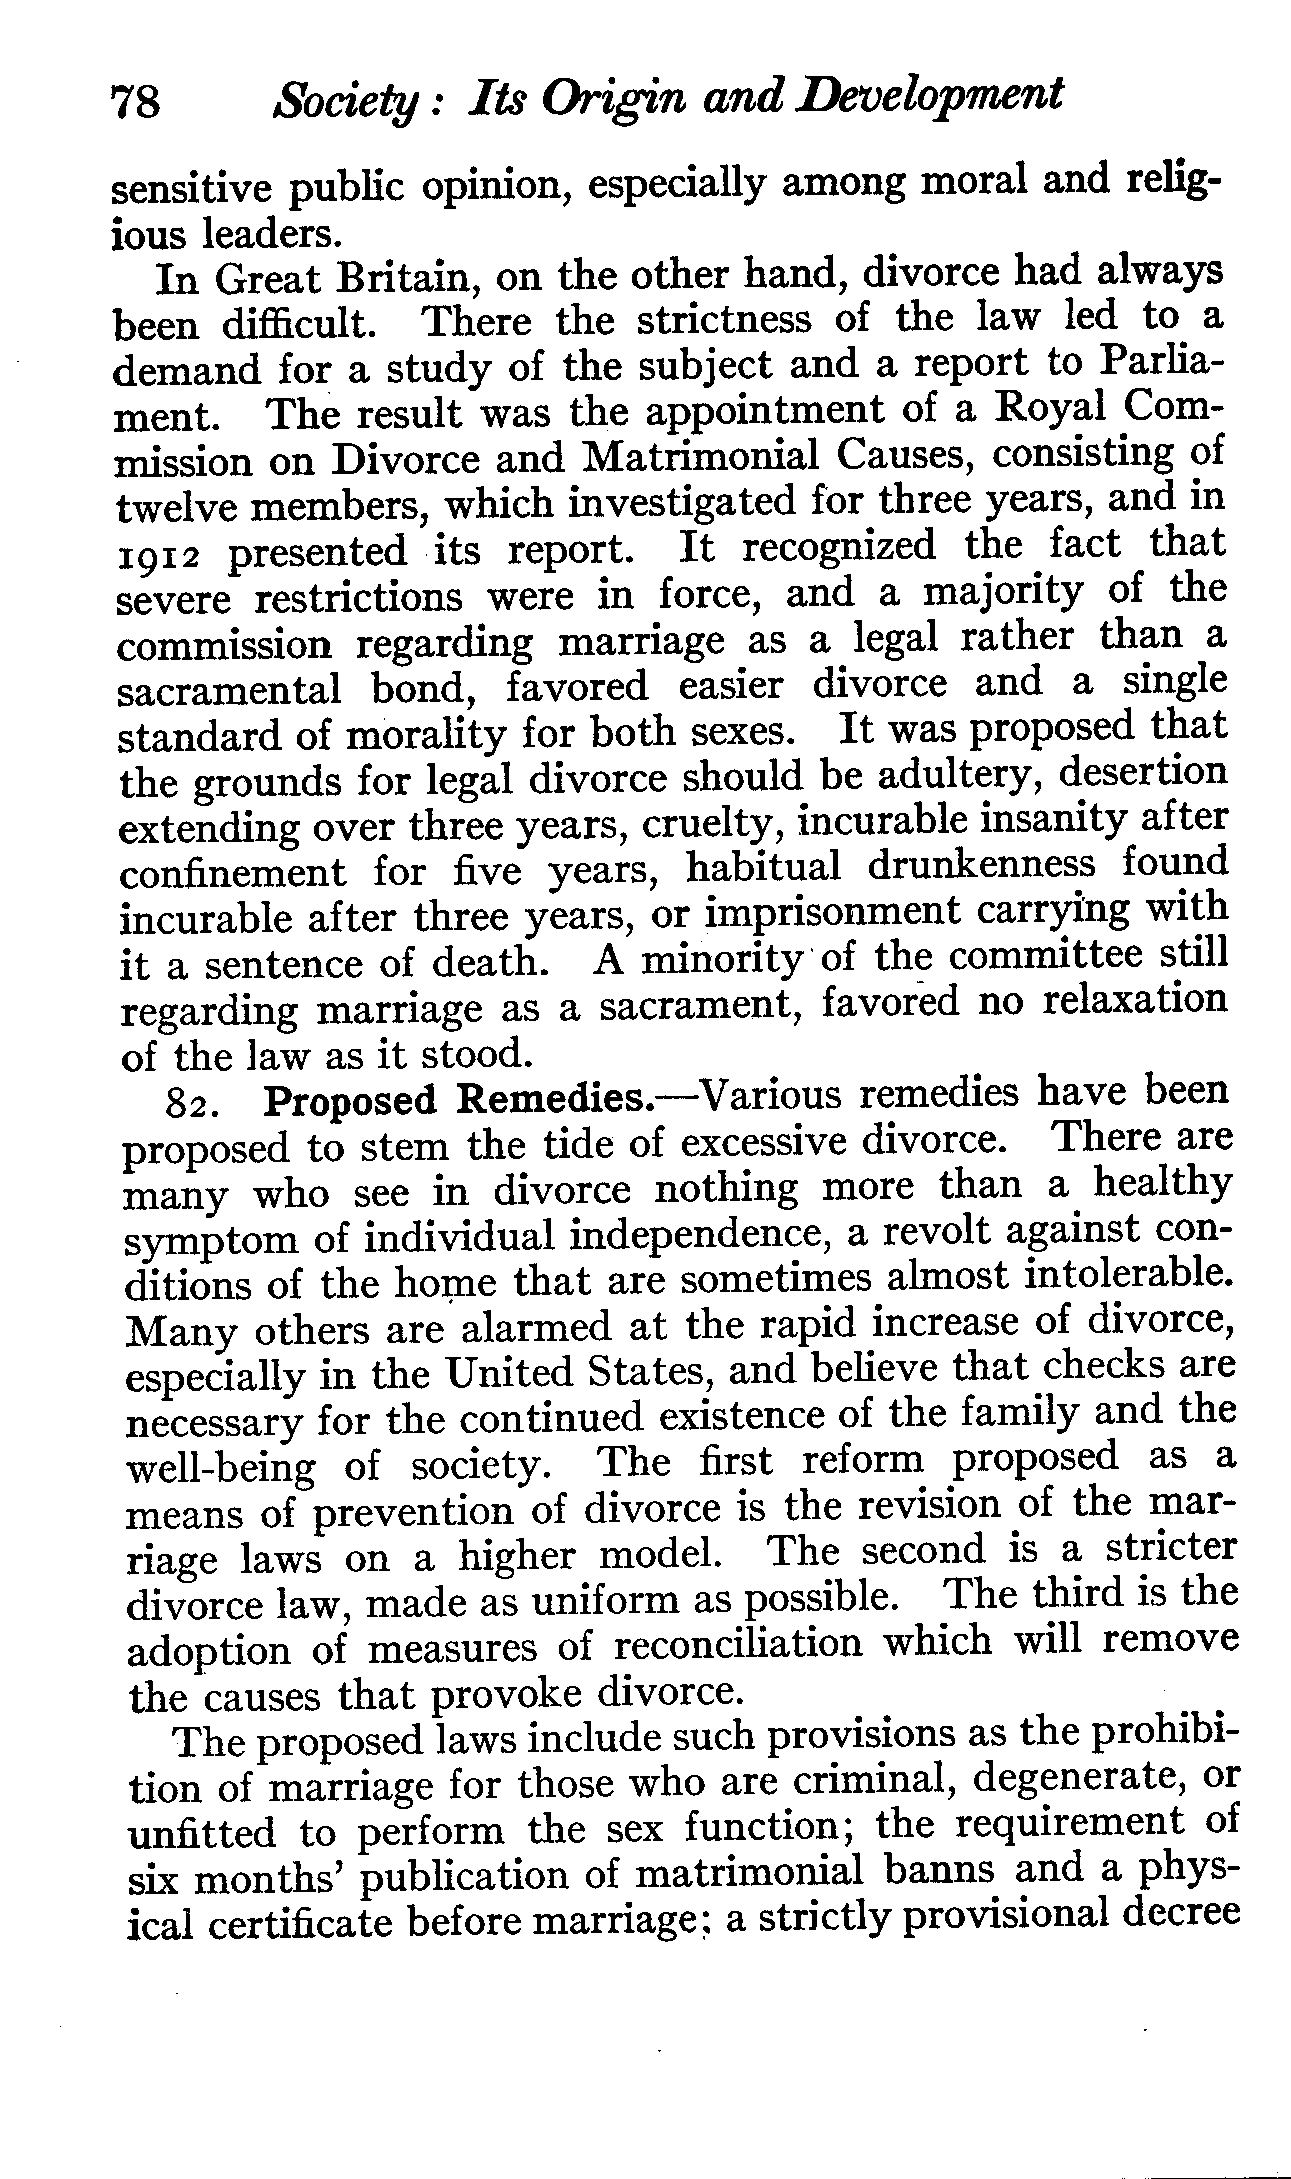 78 Society : Its Origin and Development
sensitive public opinion, especially among moral and relig-
ious leaders.
In Great Britain, on the other hand, divorce had always
been difficult. There the strictness of the law led to a
demand for a study of the subject and a report to Parlia-
ment. The result was the appointment of a Royal Com-
mission on Divorce and Matrimonial Causes, consisting of
twelve members, which investigated for three years, and in
1912 presented its report. It recognized the fact that
severe restrictions were in force, and a majority of the
commission regarding marriage as a legal rather than a
sacramental bond, favored easier divorce and a single
standard of morality for both sexes. It was proposed that
the grounds for legal divorce should be adultery, desertion
extending over three years, cruelty, incurable insanity after
confinement for five years, habitual drunkenness found
incurable after three years, or imprisonment carrying with
it a sentence of death. A minority of the committee still
regarding marriage as a sacrament, favored no relaxation
of the law as it stood.
82. Proposed Remedies.—Various remedies have been
proposed to stem the tide of excessive divorce. There are
many who see in divorce nothing more than a healthy
symptom of individual independence, a revolt against con-
ditions of the home that are sometimes almost intolerable.
Many others are alarmed at the rapid increase of divorce,
especially in the United States, and believe that checks are
necessary for the continued existence of the family and the
well-being of society. The first reform proposed as a
means of prevention of divorce is the revision of the mar-
riage laws on a higher model. The second is a stricter
divorce law, made as uniform as possible. The third is the
adoption of measures of reconciliation which will remove
the causes that provoke divorce.
The proposed laws include such provisions as the prohibi-
tion of marriage for those who are criminal, degenerate, or
unfitted to perform the sex function; the requirement of
six months' publication of matrimonial banns and a phys-
ical certificate before marriage; a strictly provisional decree